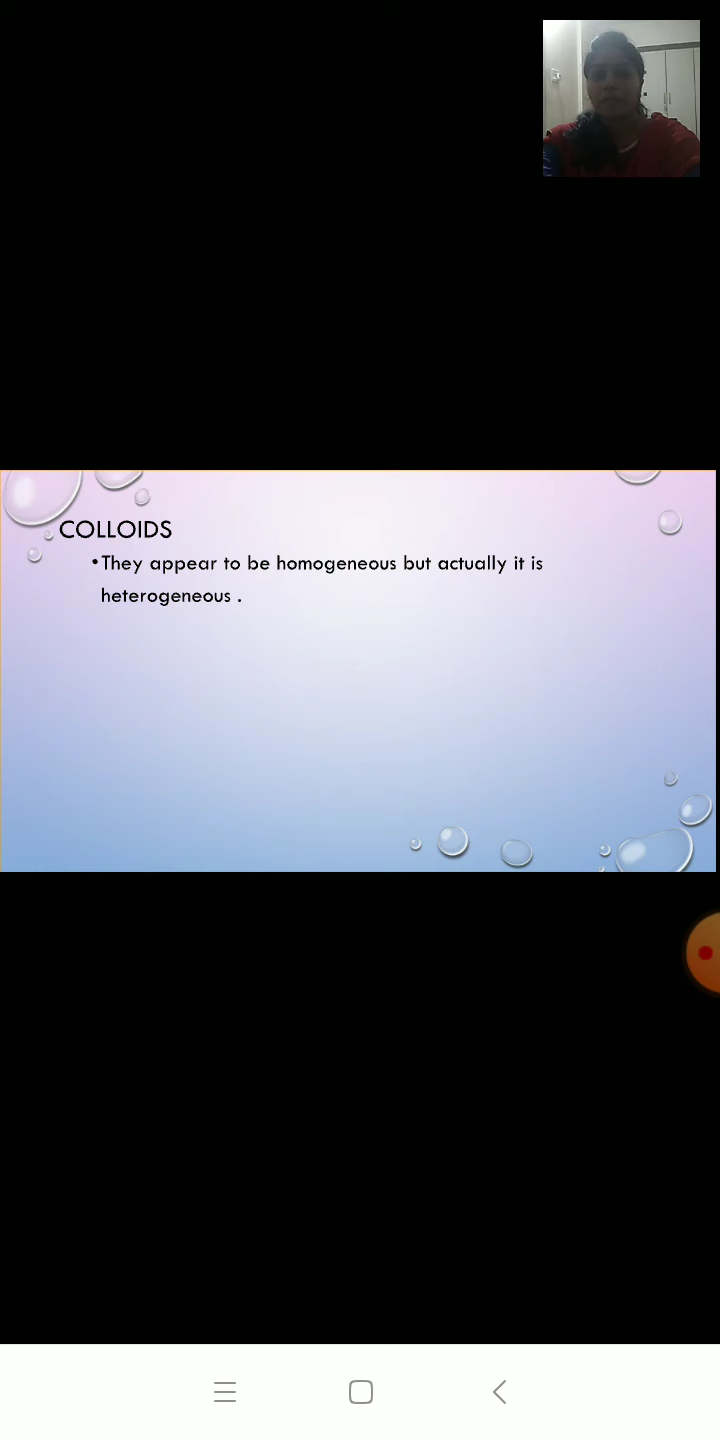 COLLOIDS
•They appear to be homogeneous but actually it is
heterogeneous .